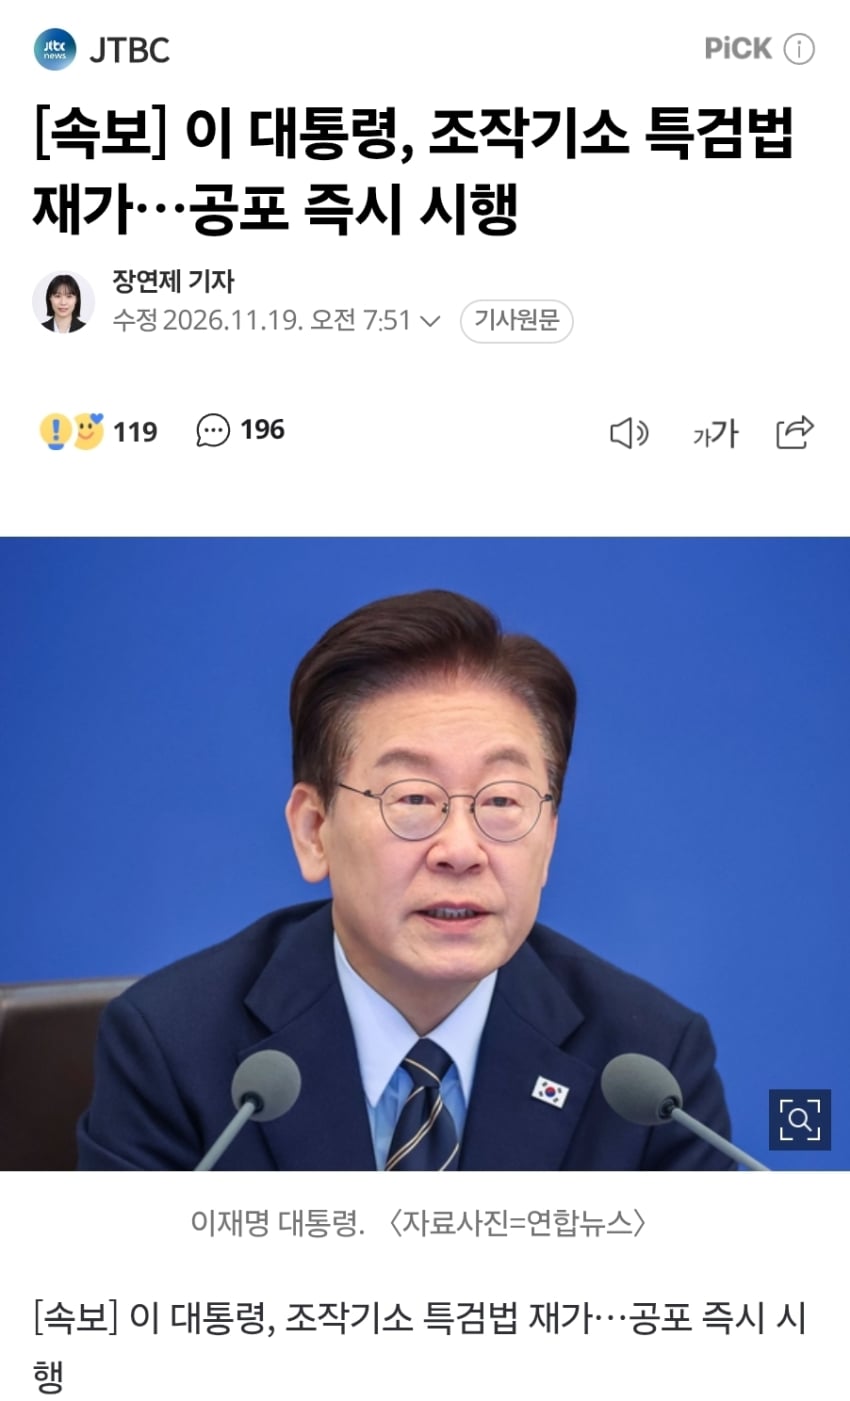 jtbc
news
JTBC
PiCK
[속보] 이 대통령, 조작기소 특검법
재가…공포 즉시 시행
장연제 기자
수정 2026.11.19. 오전 7:51
기사원문
119
196
가가
이재명 대통령. 〈자료사진=연합뉴스〉
[속보] 이 대통령, 조작기소 특검법 재가…공포 즉시 시
행